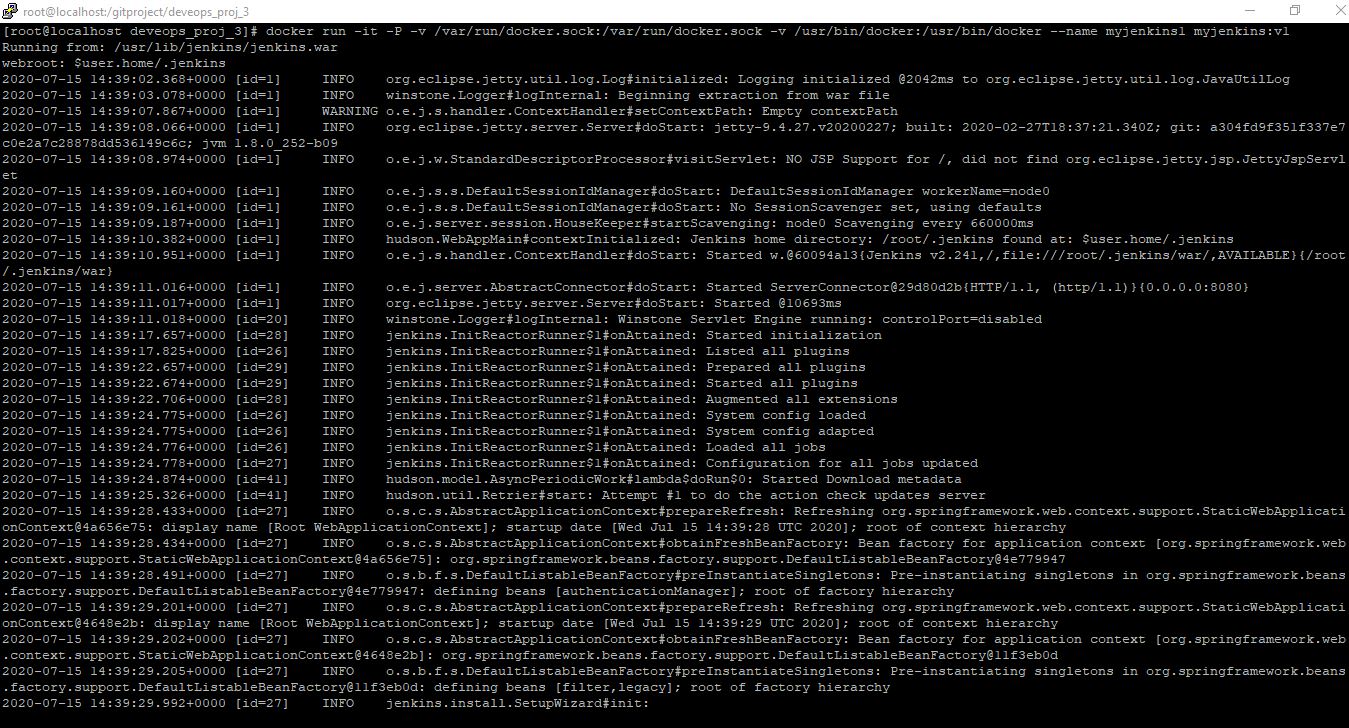 root@localhost:/gitproject/deveops_proj_3
[root@localhost deveops_proj_3]# docker run -it -P -v /var/run/docker.sock:/var/run/docker.sock -v /usr/bin/docker:/usr/bin/docker --name myjenkins1 myjenkins:v1
Running from: /usr/lib/jenkins/jenkins.war
webroot: $user.home/.jenkins
2020-07-15 14:39:02.368+0000 [id=1]     INFO    org.eclipse.jetty.util.log.Log#initialized: Logging initialized @2042ms to org.eclipse.jetty.util.log.JavaUtilLog
2020-07-15 14:39:03.078+0000 [id=1]     INFO    winstone.Logger#logInternal: Beginning extraction from war file
2020-07-15 14:39:07.867+0000 [id=1]     WARNING o.e.j.s.handler.ContextHandler#setContextPath: Empty contextPath
2020-07-15 14:39:08.066+0000 [id=1]     INFO    org.eclipse.jetty.server.Server#doStart: jetty-9.4.27.v20200227; built: 2020-02-27T18:37:21.340Z; git: a304fd9f351f337e7
c0e2a7c28878dd536149c6c; jvm 1.8.0_252-b09
2020-07-15 14:39:08.974+0000 [id=1]     INFO    o.e.j.w.StandardDescriptorProcessor#visitServlet: NO JSP Support for /, did not find org.eclipse.jetty.jsp.JettyJspServl
et
2020-07-15 14:39:09.160+0000 [id=1]     INFO    o.e.j.s.s.DefaultSessionIdManager#doStart: DefaultSessionIdManager workerName=node0
2020-07-15 14:39:09.161+0000 [id=1]     INFO    o.e.j.s.s.DefaultSessionIdManager#doStart: No SessionScavenger set, using defaults
2020-07-15 14:39:09.187+0000 [id=1]     INFO    o.e.j.server.session.HouseKeeper#startScavenging: node0 Scavenging every 660000ms
2020-07-15 14:39:10.382+0000 [id=1]     INFO    hudson.WebAppMain#contextInitialized: Jenkins home directory: /root/.jenkins found at: $user.home/.jenkins
2020-07-15 14:39:10.951+0000 [id=1]     INFO    o.e.j.s.handler.ContextHandler#doStart: Started w.@60094a13{Jenkins v2.241,/,file:///root/.jenkins/war/,AVAILABLE}{/root
/.jenkins/war}
2020-07-15 14:39:11.016+0000 [id=1]     INFO    o.e.j.server.AbstractConnector#doStart: Started ServerConnector@29d80d2b{HTTP/1.1, (http/1.1)}{0.0.0.0:8080}
2020-07-15 14:39:11.017+0000 [id=1]     INFO    org.eclipse.jetty.server.Server#doStart: Started @10693ms
2020-07-15 14:39:11.018+0000 [id=20]    INFO    winstone.Logger#logInternal: Winstone Servlet Engine running: controlPort=disabled
2020-07-15 14:39:17.657+0000 [id=28]    INFO    jenkins.InitReactorRunner$1#onAttained: Started initialization
2020-07-15 14:39:17.825+0000 [id=26]    INFO    jenkins.InitReactorRunner$1#onAttained: Listed all plugins
2020-07-15 14:39:22.657+0000 [id=29]    INFO    jenkins.InitReactorRunner$1#onAttained: Prepared all plugins
2020-07-15 14:39:22.674+0000 [id=29]    INFO    jenkins.InitReactorRunner$1#onAttained: Started all plugins
2020-07-15 14:39:22.706+0000 [id=28]    INFO    jenkins.InitReactorRunner$1#onAttained: Augmented all extensions
2020-07-15 14:39:24.775+0000 [id=26]    INFO    jenkins.InitReactorRunner$1#onAttained: System config loaded
2020-07-15 14:39:24.775+0000 [id=26]    INFO    jenkins.InitReactorRunner$1#onAttained: System config adapted
2020-07-15 14:39:24.776+0000 [id=26]    INFO    jenkins.InitReactorRunner$1#onAttained: Loaded all jobs
2020-07-15 14:39:24.778+0000 [id=27]    INFO    jenkins.InitReactorRunner$1#onAttained: Configuration for all jobs updated
2020-07-15 14:39:24.874+0000 [id=41]    INFO    hudson.model.AsyncPeriodicWork#lambda$doRun$0: Started Download metadata
2020-07-15 14:39:25.326+0000 [id=41]    INFO    hudson.util.Retrier#start: Attempt #1 to do the action check updates server
2020-07-15 14:39:28.433+0000 [id=27]    INFO    o.s.c.s.AbstractApplicationContext#prepareRefresh: Refreshing org.springframework.web.context.support.StaticWebApplicati
onContext@4a656e75: display name [Root WebApplicationContext]; startup date [Wed Jul 15 14:39:28 UTC 2020]; root of context hierarchy
2020-07-15 14:39:28.434+0000 [id=27]    INFO    o.s.c.s.AbstractApplicationContext#obtainFreshBeanFactory: Bean factory for application context [org.springframework.web
.context.support.StaticWebApplicationContext@4a656e75]: org.springframework.beans.factory.support.DefaultListableBeanFactory@4e779947
2020-07-15 14:39:28.491+0000 [id=27]    INFO    o.s.b.f.s.DefaultListableBeanFactory#preInstantiateSingletons: Pre-instantiating singletons in org.springframework.beans
.factory.support.DefaultListableBeanFactory@4e779947: defining beans [authenticationManager]; root of factory hierarchy
2020-07-15 14:39:29.201+0000 [id=27]    INFO    o.s.c.s.AbstractApplicationContext#prepareRefresh: Refreshing org.springframework.web.context.support.StaticWebApplicati
onContext@4648e2b: display name [Root WebApplicationContext]; startup date [Wed Jul 15 14:39:29 UTC 2020]; root of context hierarchy
2020-07-15 14:39:29.202+0000 [id=27]    INFO    o.s.c.s.AbstractApplicationContext#obtainFreshBeanFactory: Bean factory for application context [org.springframework.web
.context.support.StaticWebApplicationContext@4648e2b]: org.springframework.beans.factory.support.DefaultListableBeanFactory@11f3eb0d
2020-07-15 14:39:29.205+0000 [id=27]    INFO    o.s.b.f.s.DefaultListableBeanFactory#preInstantiateSingletons: Pre-instantiating singletons in org.springframework.beans
.factory.support.DefaultListableBeanFactory@11f3eb0d: defining beans [filter,legacy]; root of factory hierarchy
2020-07-15 14:39:29.992+0000 [id=27]    INFO    jenkins.install.SetupWizard#init: